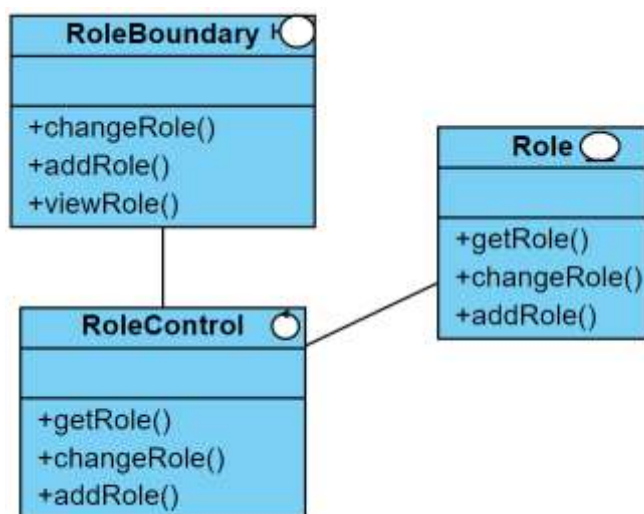 RoleBoundary
+changeRole()
+addRole()
+viewRole()
Role
+getRole()
+changeRole()
+addRole()
RoleControl
+getRole()
+changeRole()
+addRole()